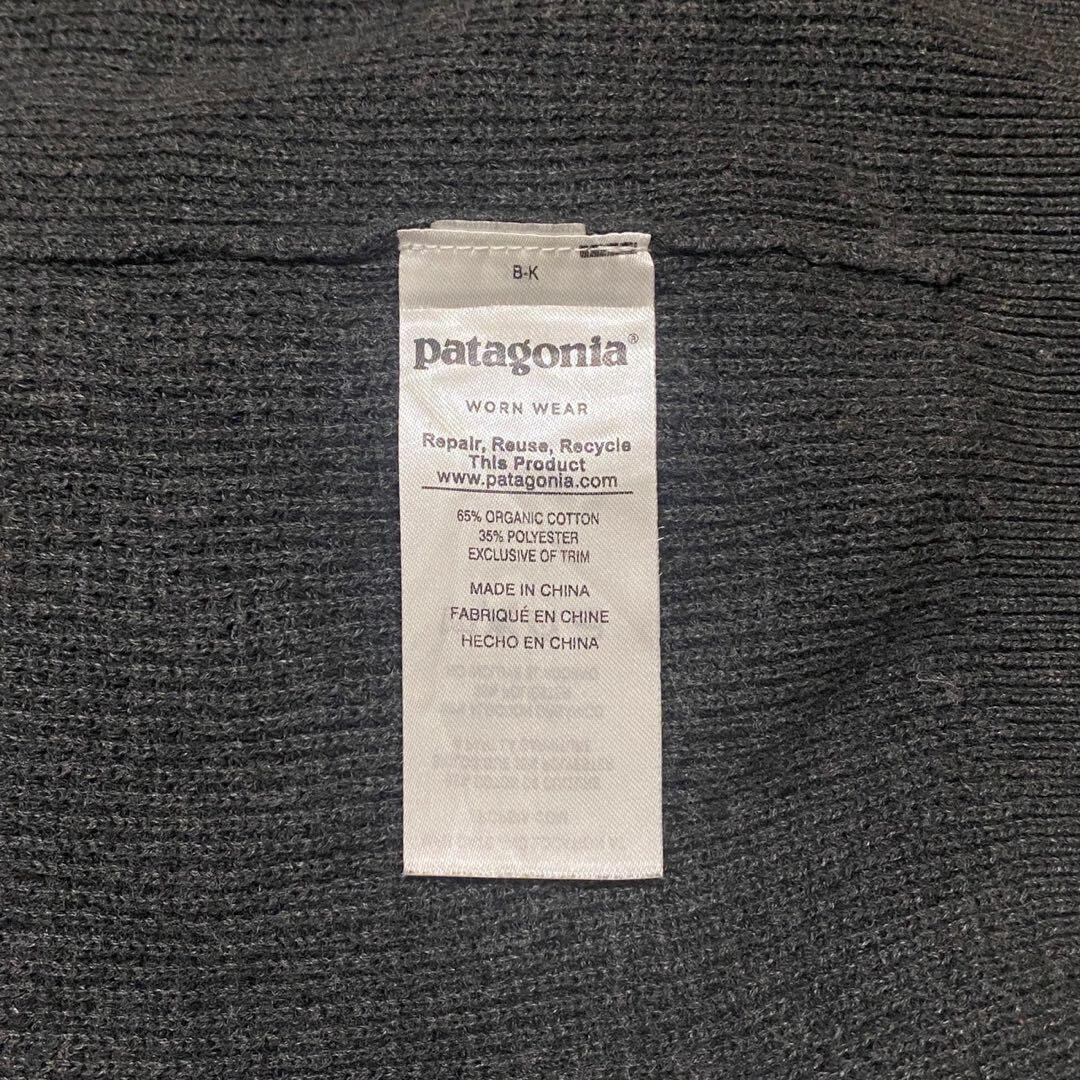 B-K
patagonia®
WORN WEAR
Repair, Reuse, Recycle
This Product
www.patagonia.com
65% ORGANIC COTTON
35% POLYESTER
EXCLUSIVE OF TRIM
MADE IN CHINA
FABRIQUÉ EN CHINE
HECHO EN CHINA